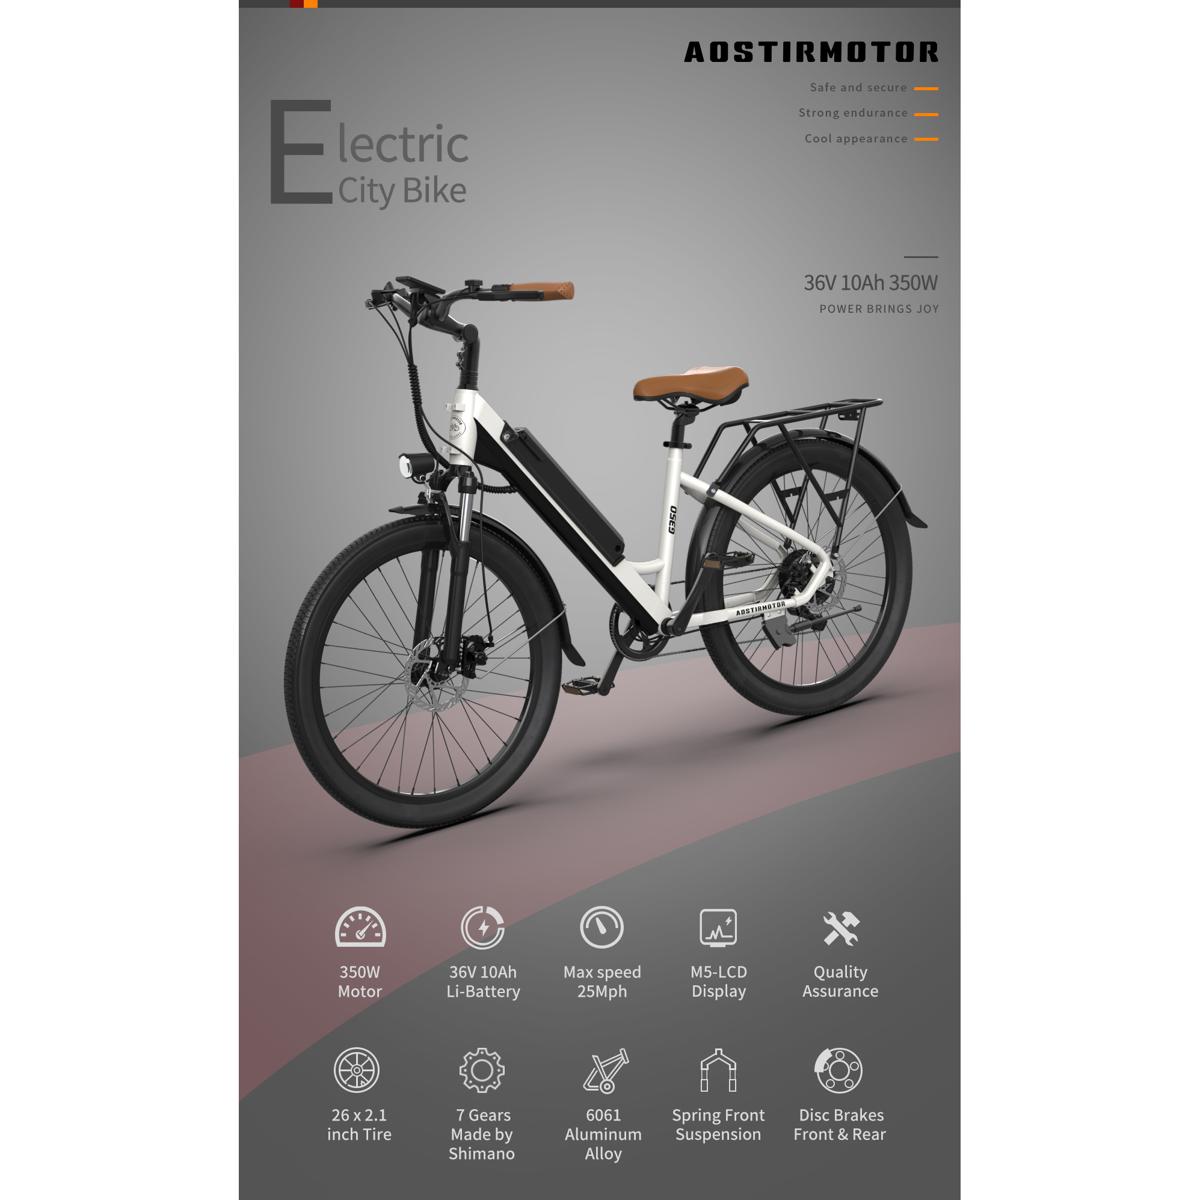 AOSTIRMOTOR
Safe and secure
Strong endurance
Cool appearance
Electric
City Bike
36V 10Ah 350W
POWER BRINGS JOY
G350
AOSTIRMOTOR
350W
Motor
36V 10Ah
Li-Battery
Max speed
25Mph
M5-LCD
Display
Quality
Assurance
26 x 2.1
inch Tire
7 Gears
Made by
Shimano
6061
Aluminum
Alloy
Spring Front
Suspension
Disc Brakes
Front & Rear